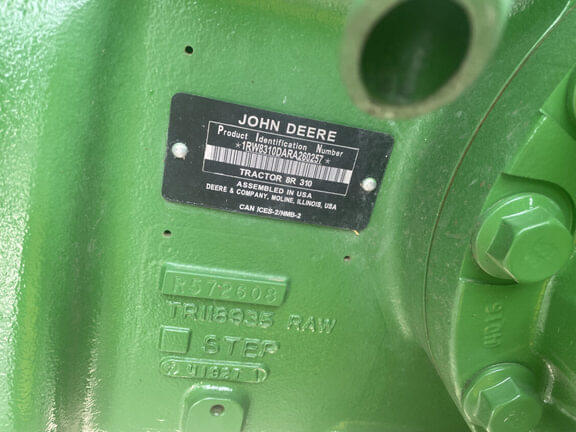 JOHN DEERE
Product Identification Number
*1RW8310DARA260257*
TRACTOR 8R 310
ASSEMBLED IN USA
DEERE & COMPANY, MOLINE, ILLINOIS, USA
CAN ICES-2/NMB-2
R572608
TR118935 RAW
STEP